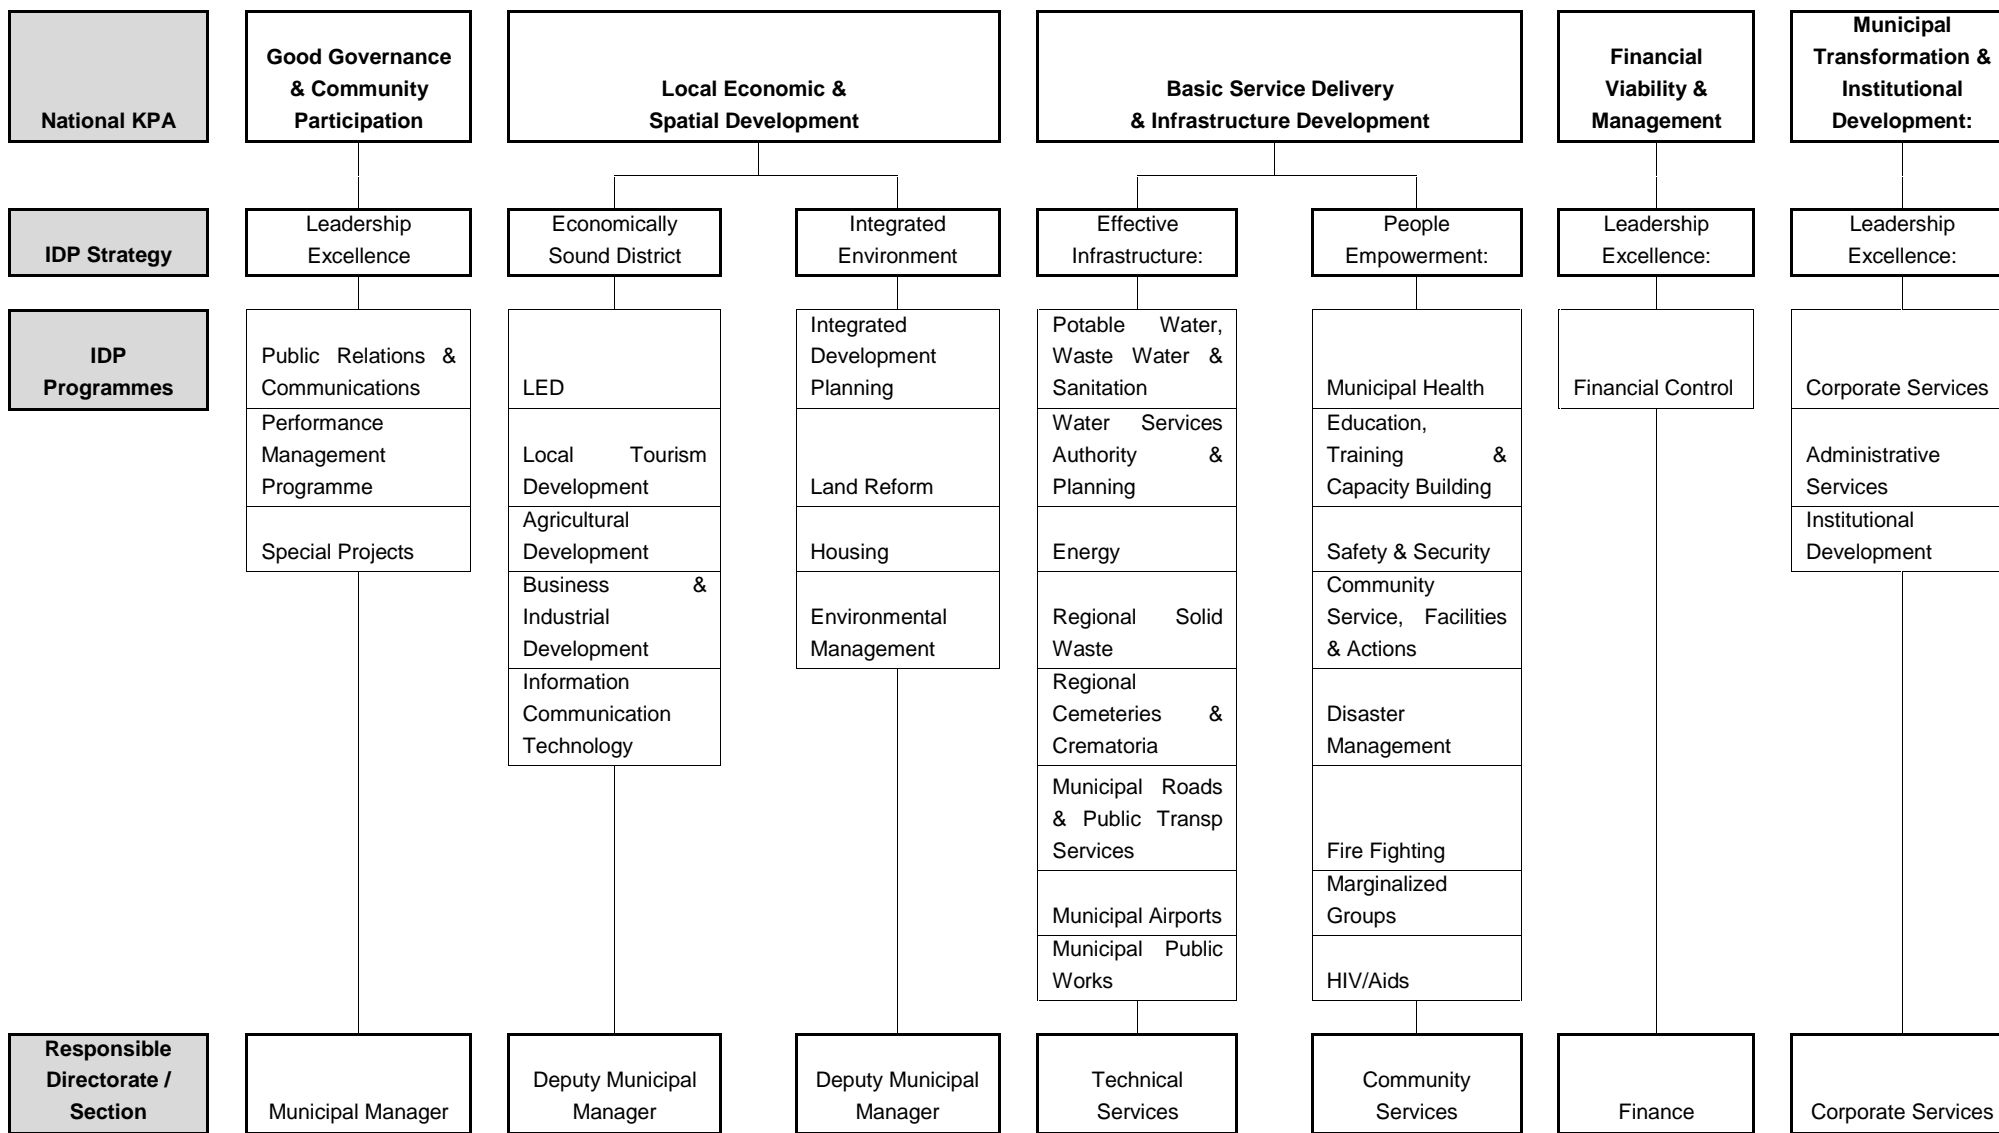 National KPA
Good Governance
& Community
Participation
Local Economic &
Spatial Development
Basic Service Delivery
& Infrastructure Development
Financial
Viability &
Management
Municipal
Transformation &
Institutional
Development:
IDP Strategy
Leadership
Excellence
Economically
Sound District
Integrated
Environment
Effective
Infrastructure:
People
Empowerment:
Leadership
Excellence:
Leadership
Excellence:
IDP
Programmes
Public Relations &
Communications
Performance
Management
Programme
Special Projects
LED
Local Tourism
Development
Agricultural
Development
Business &
Industrial
Development
Information
Communication
Technology
Integrated
Development
Planning
Land Reform
Housing
Environmental
Management
Potable Water,
Waste Water &
Sanitation
Water Services
Authority &
Planning
Energy
Regional Solid
Waste
Regional
Cemeteries &
Crematoria
Municipal Roads
& Public Transp
Services
Municipal Airports
Municipal Public
Works
Municipal Health
Education,
Training &
Capacity Building
Safety & Security
Community
Service, Facilities
& Actions
Disaster
Management
Fire Fighting
Marginalized
Groups
HIV/Aids
Financial Control
Corporate Services
Administrative
Services
Institutional
Development
Responsible
Directorate /
Section
Municipal Manager
Deputy Municipal
Manager
Deputy Municipal
Manager
Technical
Services
Community
Services
Finance
Corporate Services